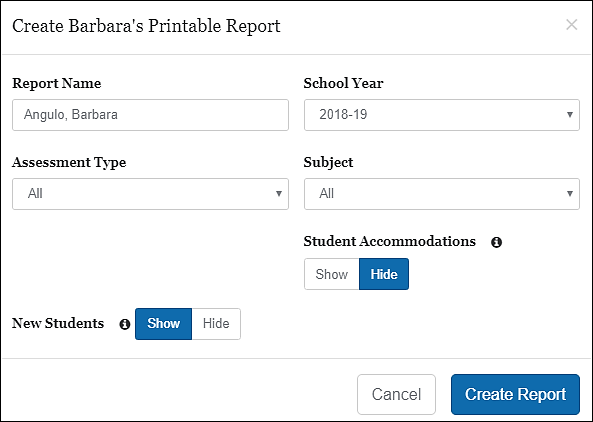 Create Barbara's Printable Report ×
Report Name School Year
Angulo, Barbara 2018-19
Assessment Type Subject
All All
Student Accommodations
Show Hide
New Students Show Hide
Cancel Create Report